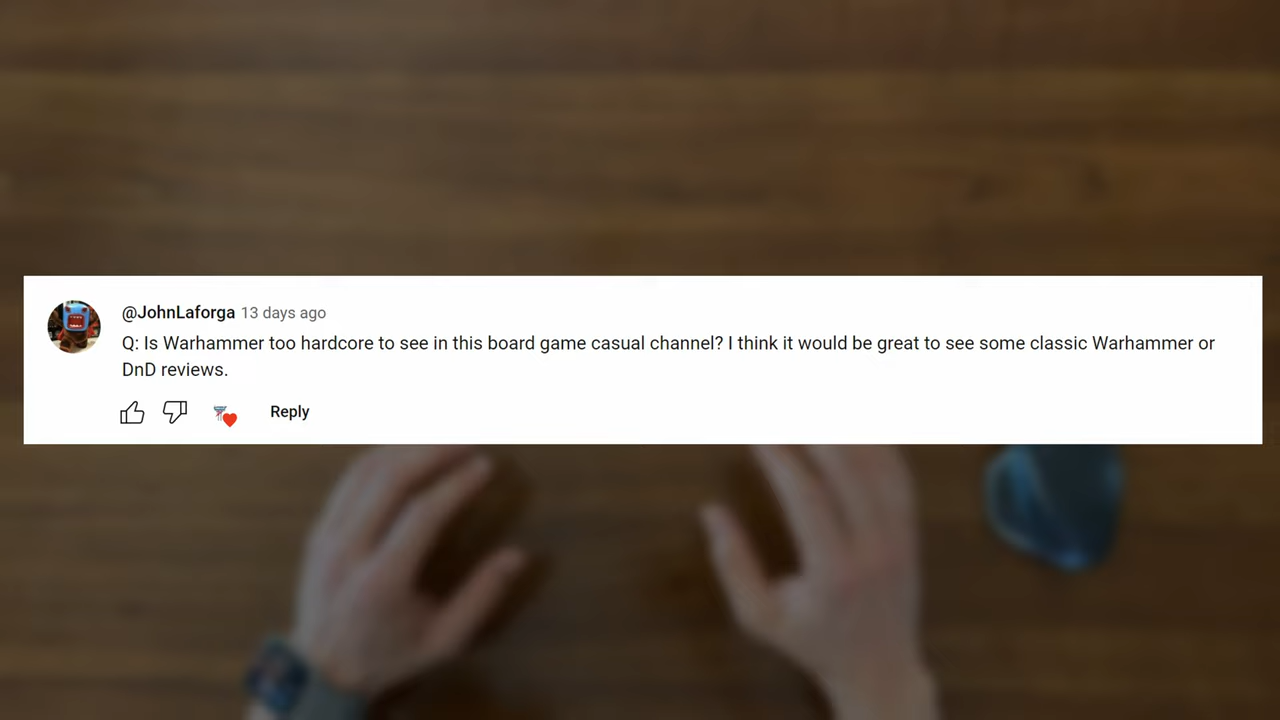 @JohnLaforga 13 days ago
Q: Is Warhammer too hardcore to see in this board game casual channel? I think it would be great to see some classic Warhammer or
DnD reviews.
Reply